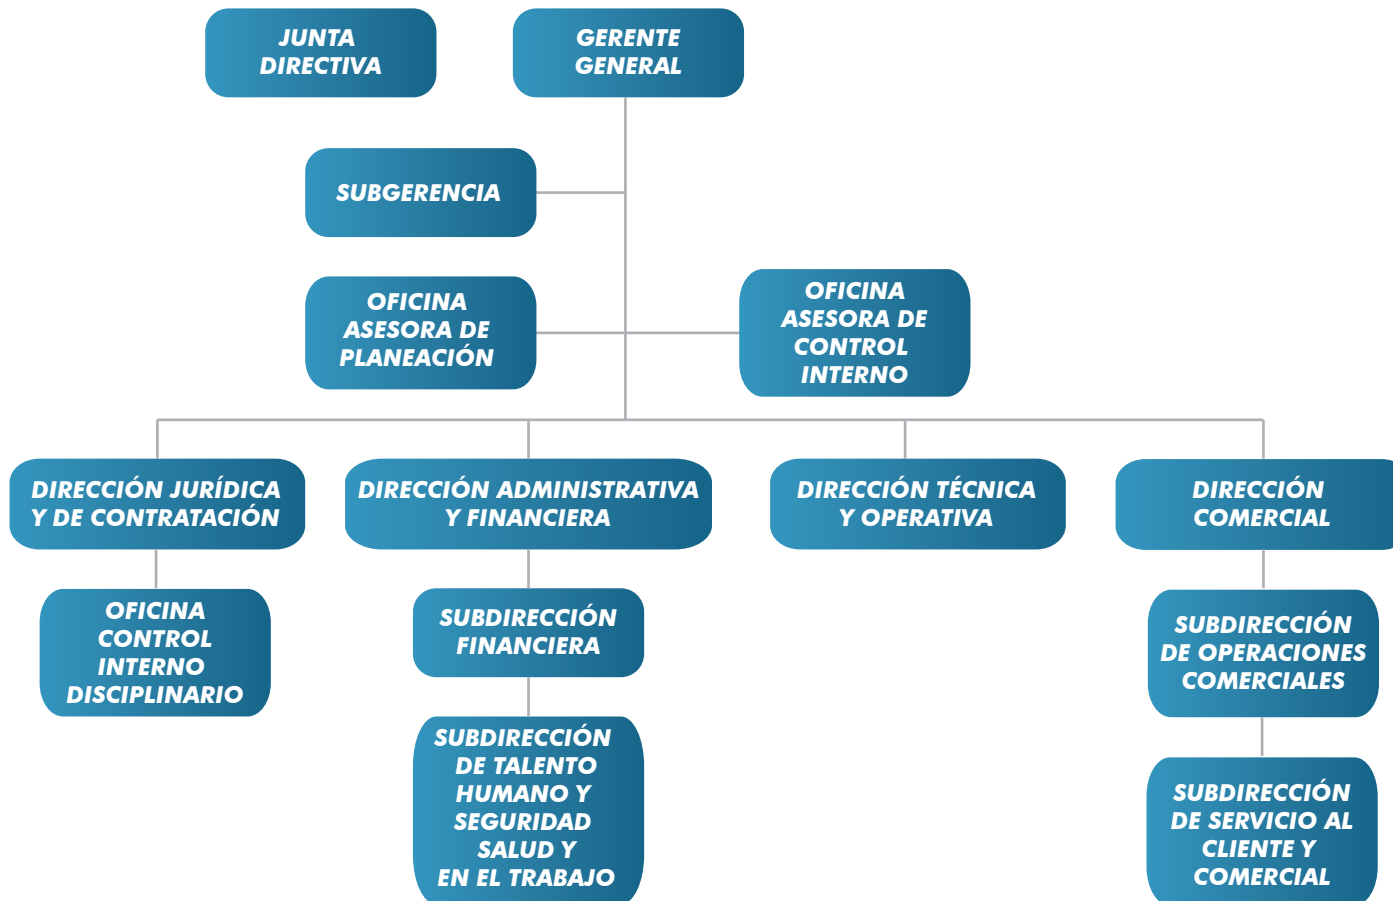 JUNTA
DIRECTIVA
GERENTE
GENERAL
SUBGERENCIA
OFICINA
ASESORA DE
PLANEACIÓN
OFICINA
ASESORA DE
CONTROL
INTERNO
DIRECCIÓN JURÍDICA
Y DE CONTRATACIÓN
DIRECCIÓN ADMINISTRATIVA
Y FINANCIERA
DIRECCIÓN TÉCNICA
Y OPERATIVA
DIRECCIÓN
COMERCIAL
OFICINA
CONTROL
INTERNO
DISCIPLINARIO
SUBDIRECCIÓN
FINANCIERA
SUBDIRECCIÓN
DE TALENTO
HUMANO Y
SEGURIDAD
SALUD Y
EN EL TRABAJO
SUBDIRECCIÓN
DE OPERACIONES
COMERCIALES
SUBDIRECCIÓN
DE SERVICIO AL
CLIENTE Y
COMERCIAL